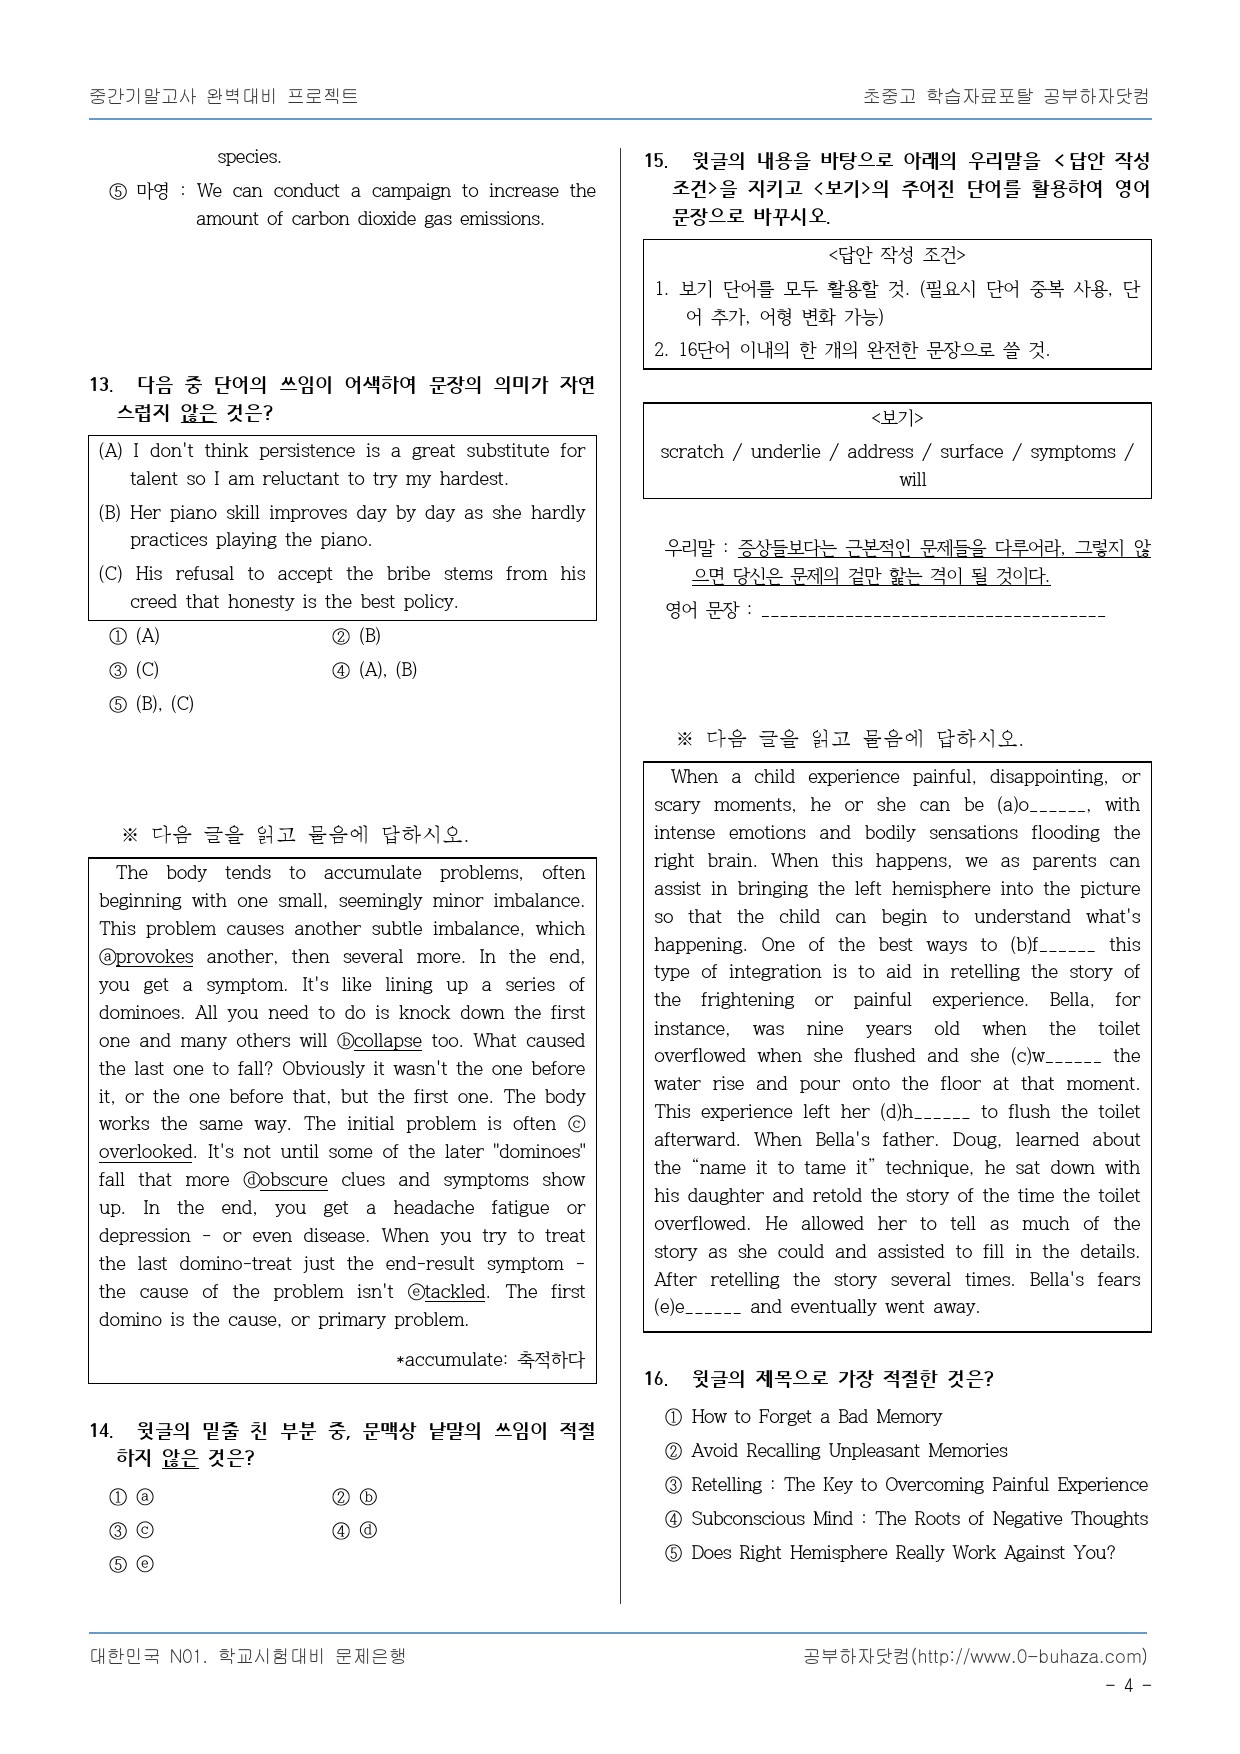 중간기말고사 완벽대비 프로젝트
초중고 학습자료포탈 공부하자닷컴
species.
⑤ 마영 : We can conduct a campaign to increase the
amount of carbon dioxide gas emissions.
13. 다음 중 단어의 쓰임이 어색하여 문장의 의미가 자연
스럽지 않은 것은?
(A) I don't think persistence is a great substitute for
talent so I am reluctant to try my hardest.
(B) Her piano skill improves day by day as she hardly
practices playing the piano.
(C) His refusal to accept the bribe stems from his
creed that honesty is the best policy.
① (A) ② (B)
③ (C) ④ (A), (B)
⑤ (B), (C)
※ 다음 글을 읽고 물음에 답하시오.
The body tends to accumulate problems, often
beginning with one small, seemingly minor imbalance.
This problem causes another subtle imbalance, which
ⓐprovokes another, then several more. In the end,
you get a symptom. It's like lining up a series of
dominoes. All you need to do is knock down the first
one and many others will ⓑcollapse too. What caused
the last one to fall? Obviously it wasn't the one before
it, or the one before that, but the first one. The body
works the same way. The initial problem is often ⓒ
overlooked. It's not until some of the later "dominoes"
fall that more ⓓobscure clues and symptoms show
up. In the end, you get a headache fatigue or
depression - or even disease. When you try to treat
the last domino-treat just the end-result symptom -
the cause of the problem isn't ⓔtackled. The first
domino is the cause, or primary problem.
*accumulate: 축적하다
14. 윗글의 밑줄 친 부분 중, 문맥상 낱말의 쓰임이 적절
하지 않은 것은?
① ⓐ ② ⓑ
③ ⓒ ④ ⓓ
⑤ ⓔ
15. 윗글의 내용을 바탕으로 아래의 우리말을 <답안 작성
조건>을 지키고 <보기>의 주어진 단어를 활용하여 영어
문장으로 바꾸시오.
<답안 작성 조건>
1. 보기 단어를 모두 활용할 것. (필요시 단어 중복 사용, 단
어 추가, 어형 변화 가능)
2. 16단어 이내의 한 개의 완전한 문장으로 쓸 것.
<보기>
scratch / underlie / address / surface / symptoms /
will
우리말 : 증상들보다는 근본적인 문제들을 다루어라, 그렇지 않
으면 당신은 문제의 겉만 핥는 격이 될 것이다.
영어 문장 : _____________________________________
※ 다음 글을 읽고 물음에 답하시오.
When a child experience painful, disappointing, or
scary moments, he or she can be (a)o______, with
intense emotions and bodily sensations flooding the
right brain. When this happens, we as parents can
assist in bringing the left hemisphere into the picture
so that the child can begin to understand what's
happening. One of the best ways to (b)f______ this
type of integration is to aid in retelling the story of
the frightening or painful experience. Bella, for
instance, was nine years old when the toilet
overflowed when she flushed and she (c)w______ the
water rise and pour onto the floor at that moment.
This experience left her (d)h______ to flush the toilet
afterward. When Bella's father. Doug, learned about
the “name it to tame it” technique, he sat down with
his daughter and retold the story of the time the toilet
overflowed. He allowed her to tell as much of the
story as she could and assisted to fill in the details.
After retelling the story several times. Bella's fears
(e)e______ and eventually went away.
16. 윗글의 제목으로 가장 적절한 것은?
① How to Forget a Bad Memory
② Avoid Recalling Unpleasant Memories
③ Retelling : The Key to Overcoming Painful Experience
④ Subconscious Mind : The Roots of Negative Thoughts
⑤ Does Right Hemisphere Really Work Against You?
대한민국 N01. 학교시험대비 문제은행
공부하자닷컴(http://www.0-buhaza.com)
- 4 -